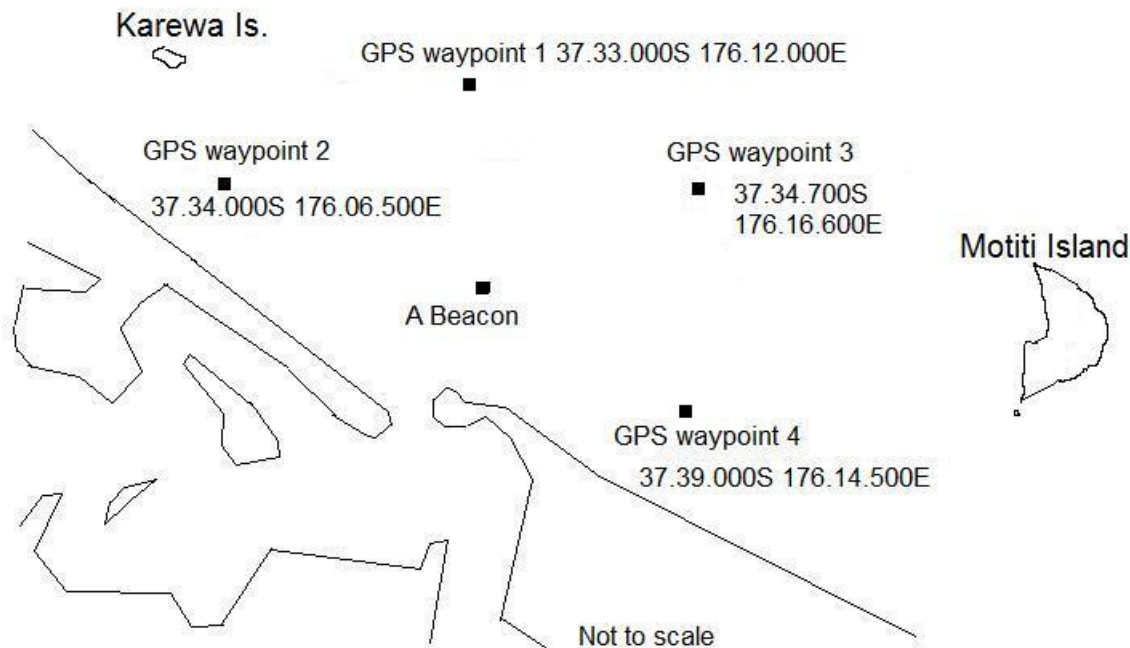 Karewa Is.
GPS waypoint 1 37.33.000S 176.12.000E
GPS waypoint 2
37.34.000S 176.06.500E
GPS waypoint 3
37.34.700S
176.16.600E
Motiti Island
A Beacon
GPS waypoint 4
37.39.000S 176.14.500E
Not to scale